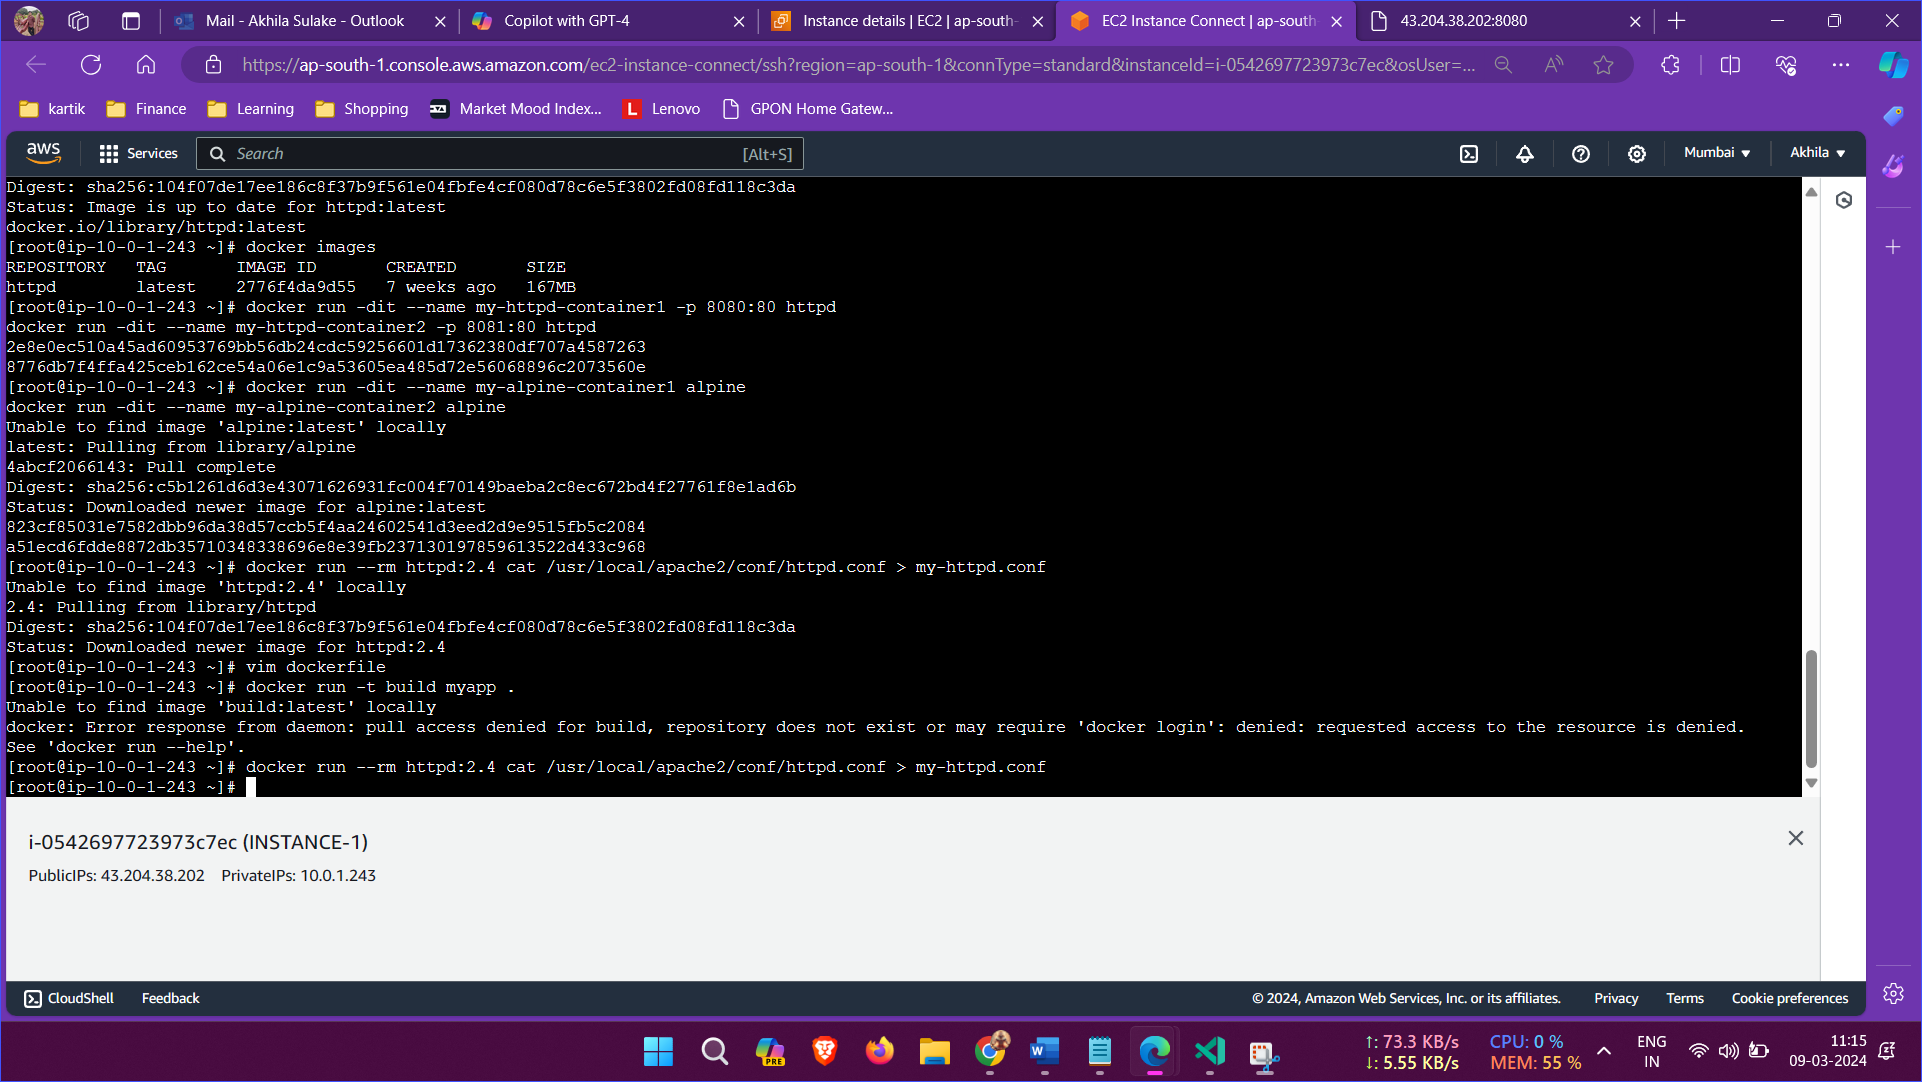 Mail - Akhila Sulake - Outlook
Copilot with GPT-4
Instance details | EC2 | ap-south-
EC2 Instance Connect | ap-south
43.204.38.202:8080
https://ap-south-1.console.aws.amazon.com/ec2-instance-connect/ssh?region=ap-south-1&connType=standard&instanceId=i-0542697723973c7ec&osUser=...
kartik Finance Learning Shopping Market Mood Index... Lenovo GPON Home Gatew...
aws Services Search [Alt+S] Mumbai Akhila
Digest: sha256:104f07de17ee186c8f37b9f561e04fbfe4cf080d78c6e5f3802fd08fd118c3da
Status: Image is up to date for httpd:latest
docker.io/library/httpd:latest
[root@ip-10-0-1-243 ~]# docker images
REPOSITORY   TAG       IMAGE ID       CREATED       SIZE
httpd        latest    2776f4da9d55   7 weeks ago   167MB
[root@ip-10-0-1-243 ~]# docker run -dit --name my-httpd-container1 -p 8080:80 httpd
docker run -dit --name my-httpd-container2 -p 8081:80 httpd
2e8e0ec510a45ad60953769bb56db24cdc59256601d17362380df707a4587263
8776db7f4ffa425ceb162ce54a06e1c9a53605ea485d72e56068896c2073560e
[root@ip-10-0-1-243 ~]# docker run -dit --name my-alpine-container1 alpine
docker run -dit --name my-alpine-container2 alpine
Unable to find image 'alpine:latest' locally
latest: Pulling from library/alpine
4abcf2066143: Pull complete
Digest: sha256:c5b1261d6d3e43071626931fc004f70149baeba2c8ec672bd4f27761f8e1ad6b
Status: Downloaded newer image for alpine:latest
823cf85031e7582dbb96da38d57ccb5f4aa24602541d3eed2d9e9515fb5c2084
a51ecd6fdde8872db35710348338696e8e39fb237130197859613522d433c968
[root@ip-10-0-1-243 ~]# docker run --rm httpd:2.4 cat /usr/local/apache2/conf/httpd.conf > my-httpd.conf
Unable to find image 'httpd:2.4' locally
2.4: Pulling from library/httpd
Digest: sha256:104f07de17ee186c8f37b9f561e04fbfe4cf080d78c6e5f3802fd08fd118c3da
Status: Downloaded newer image for httpd:2.4
[root@ip-10-0-1-243 ~]# vim dockerfile
[root@ip-10-0-1-243 ~]# docker run -t build myapp .
Unable to find image 'build:latest' locally
docker: Error response from daemon: pull access denied for build, repository does not exist or may require 'docker login': denied: requested access to the resource is denied.
See 'docker run --help'.
[root@ip-10-0-1-243 ~]# docker run --rm httpd:2.4 cat /usr/local/apache2/conf/httpd.conf > my-httpd.conf
[root@ip-10-0-1-243 ~]#
i-0542697723973c7ec (INSTANCE-1)
PublicIPs: 43.204.38.202 PrivateIPs: 10.0.1.243
CloudShell Feedback © 2024, Amazon Web Services, Inc. or its affiliates. Privacy Terms Cookie preferences
PRE
↑: 73.3 KB/s CPU: 0 % ENG 11:15
↓: 5.55 KB/s MEM: 55 % IN 09-03-2024